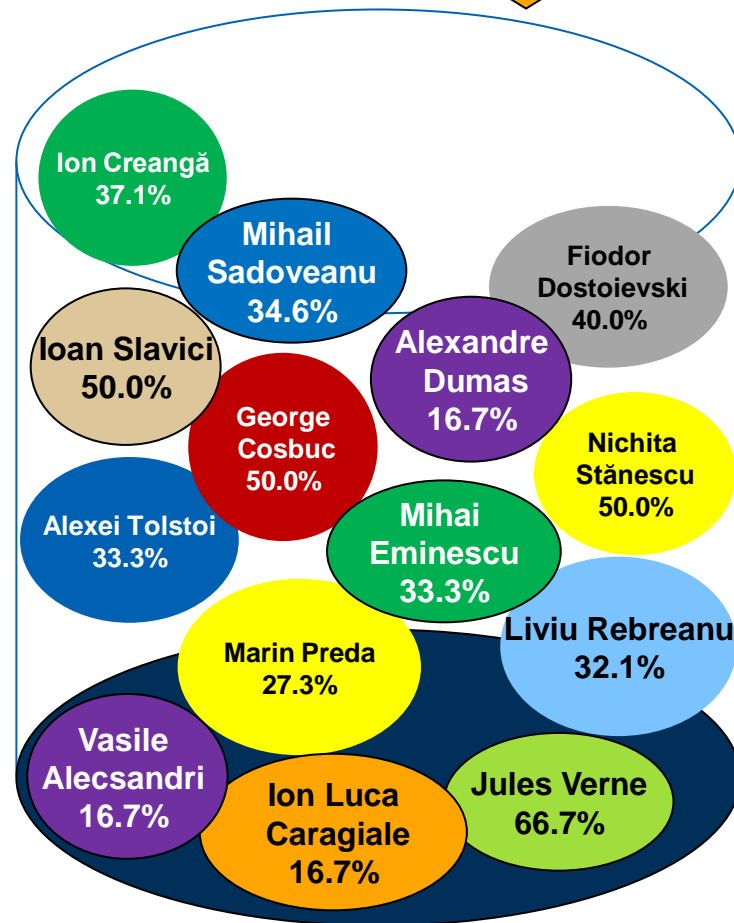 Ion Creangă
37.1%
Mihail
Sadoveanu
34.6%
Fiodor
Dostoievski
40.0%
Ioan Slavici
50.0%
Alexandre
Dumas
16.7%
George
Cosbuc
50.0%
Nichita
Stănescu
50.0%
Alexei Tolstoi
33.3%
Mihai
Eminescu
33.3%
Liviu Rebreanu
32.1%
Marin Preda
27.3%
Vasile
Alecsandri
16.7%
Ion Luca
Caragiale
16.7%
Jules Verne
66.7%